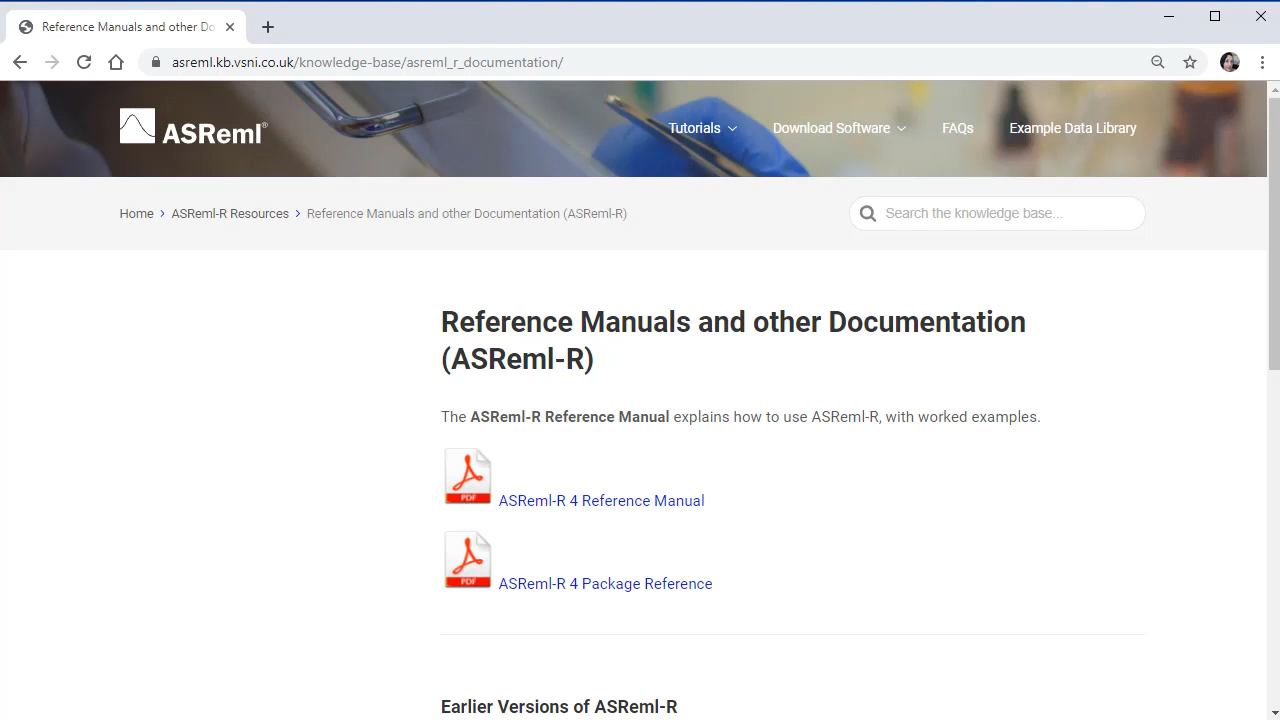 Reference Manuals and other Do
asreml.kb.vsni.co.uk/knowledge-base/asreml_r_documentation/
ASReml®
Tutorials
Download Software
FAQs
Example Data Library
Home > ASReml-R Resources > Reference Manuals and other Documentation (ASReml-R)
Search the knowledge base...
Reference Manuals and other Documentation
(ASReml-R)
The ASReml-R Reference Manual explains how to use ASReml-R, with worked examples.
PDF
ASReml-R 4 Reference Manual
PDF
ASReml-R 4 Package Reference
Earlier Versions of ASReml-R